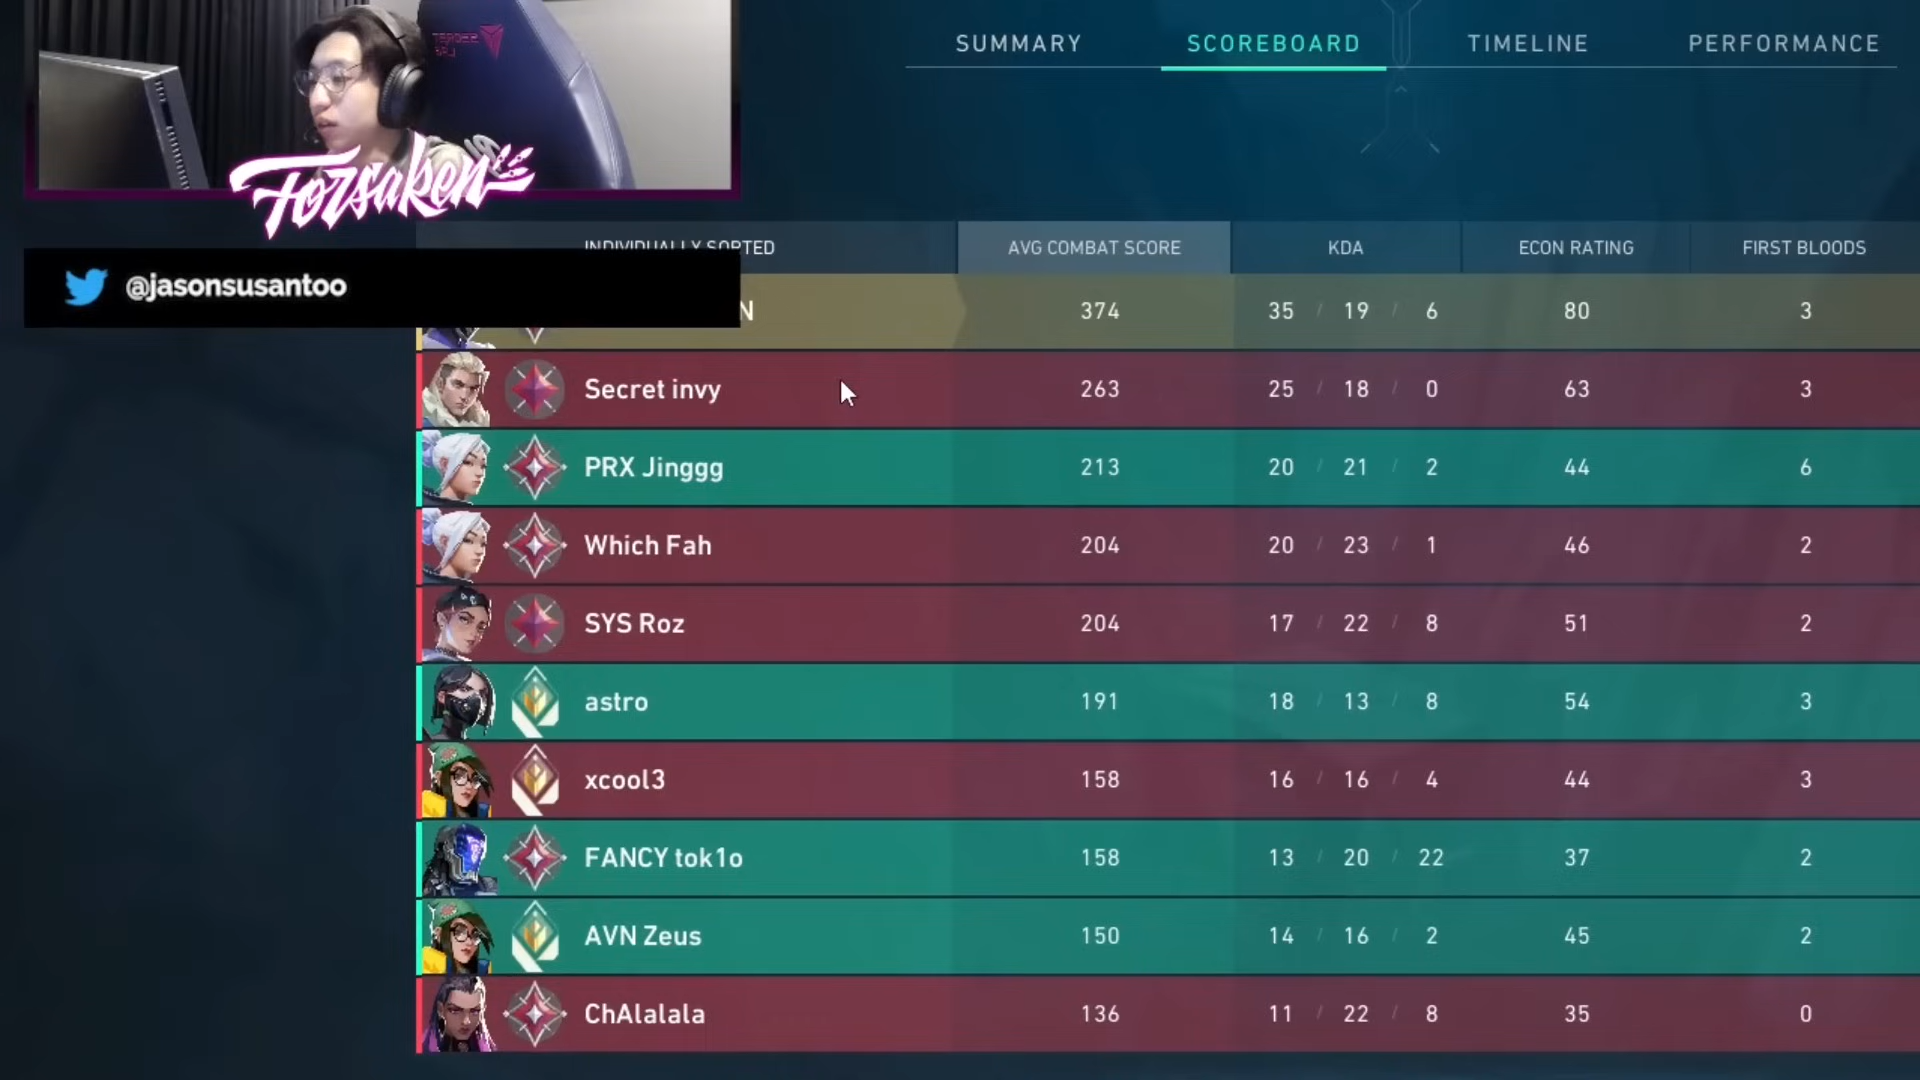 SUMMARY SCOREBOARD TIMELINE PERFORMANCE
Forsaken
@jasonsusantoo
INDIVIDUALLY SORTED AVG COMBAT SCORE KDA ECON RATING FIRST BLOODS
N 374 35 / 19 / 6 80 3
Secret invy 263 25 / 18 / 0 63 3
PRX Jinggg 213 20 / 21 / 2 44 6
Which Fah 204 20 / 23 / 1 46 2
SYS Roz 204 17 / 22 / 8 51 2
astro 191 18 / 13 / 8 54 3
xcool3 158 16 / 16 / 4 44 3
FANCY tok1o 158 13 / 20 / 22 37 2
AVN Zeus 150 14 / 16 / 2 45 2
ChAlalala 136 11 / 22 / 8 35 0